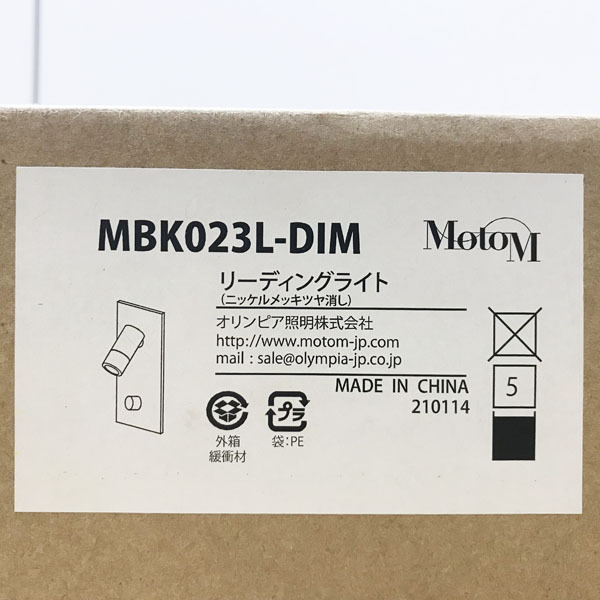 MBK023L-DIM
MotoM
リーディングライト
(ニッケルメッキツヤ消し)
オリンピア照明株式会社
http://www.motom-jp.com
mail : sale@olympia-jp.co.jp
MADE IN CHINA
210114
5
プラ
外箱
緩衝材
袋:PE